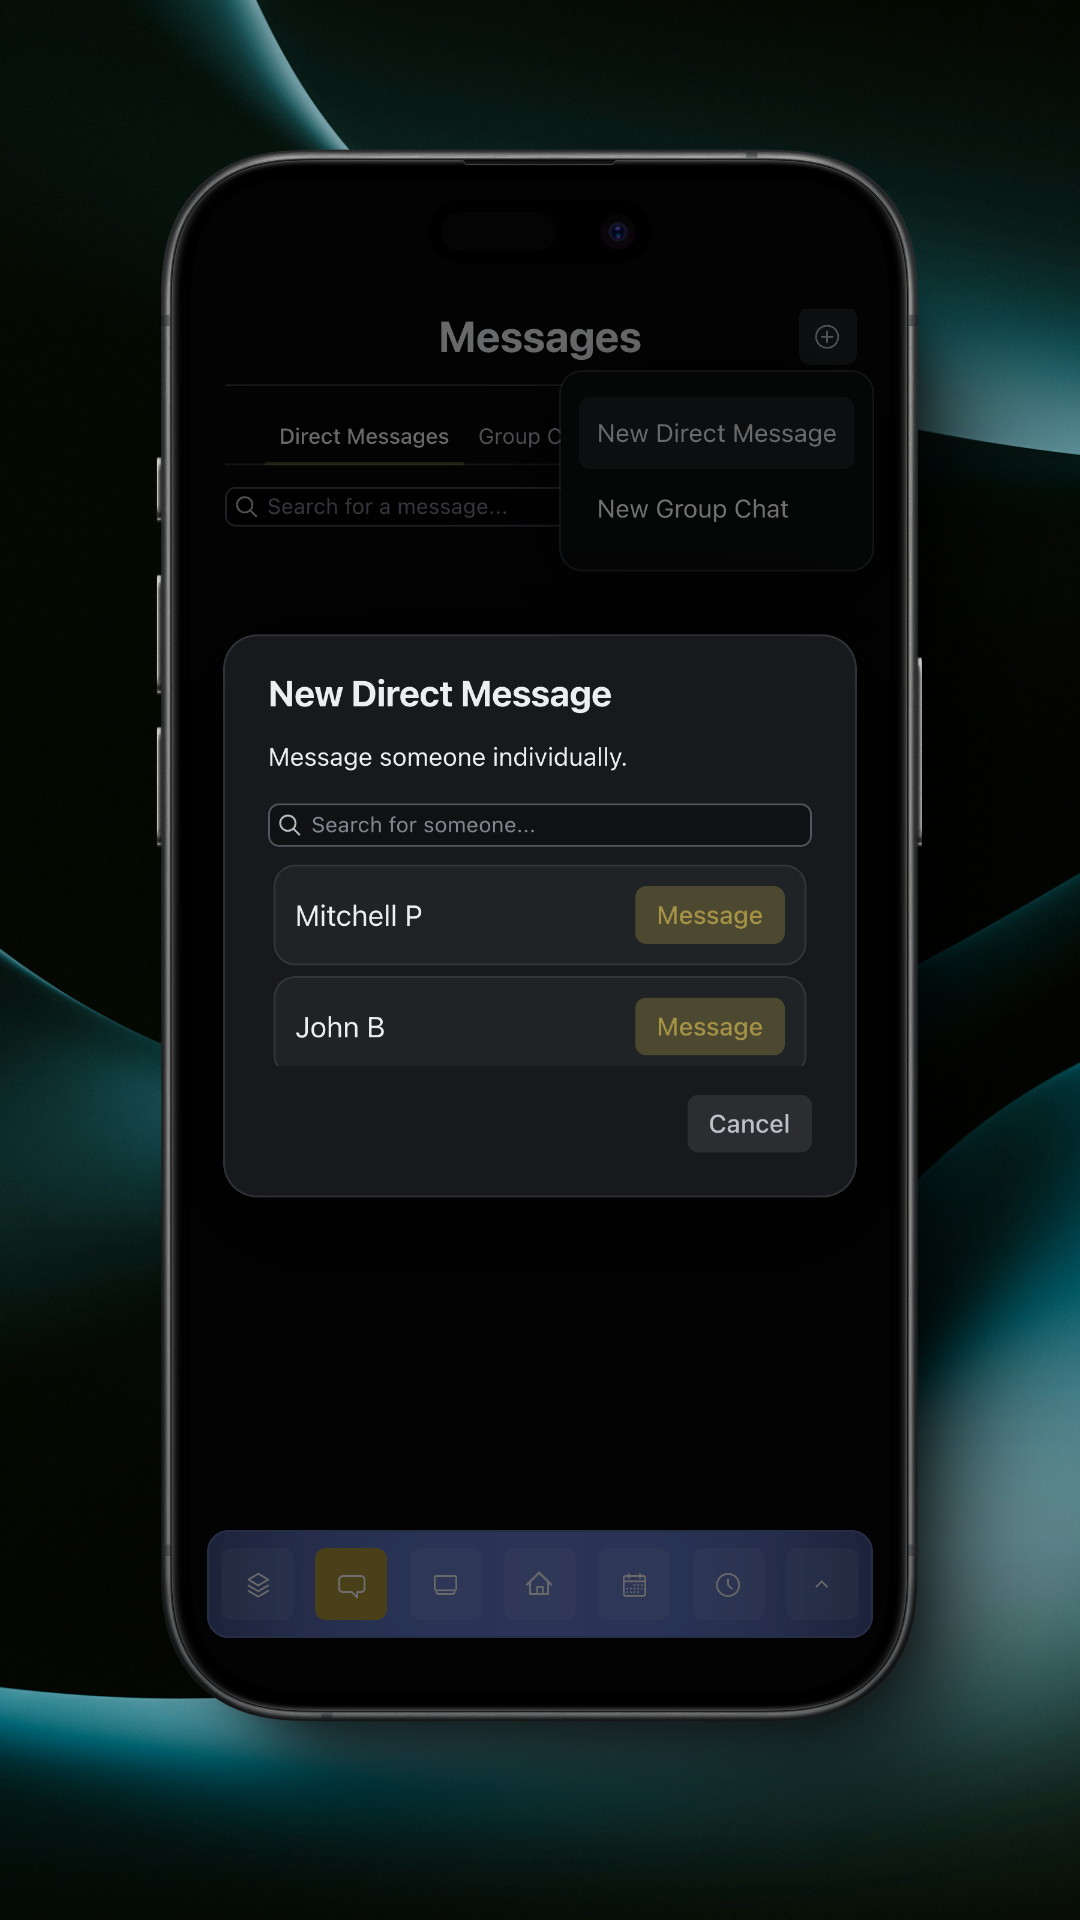 Messages
Direct Messages
Group C
New Direct Message
New Group Chat
Search for a message...
New Direct Message
Message someone individually.
Search for someone...
Mitchell P
Message
John B
Message
Cancel